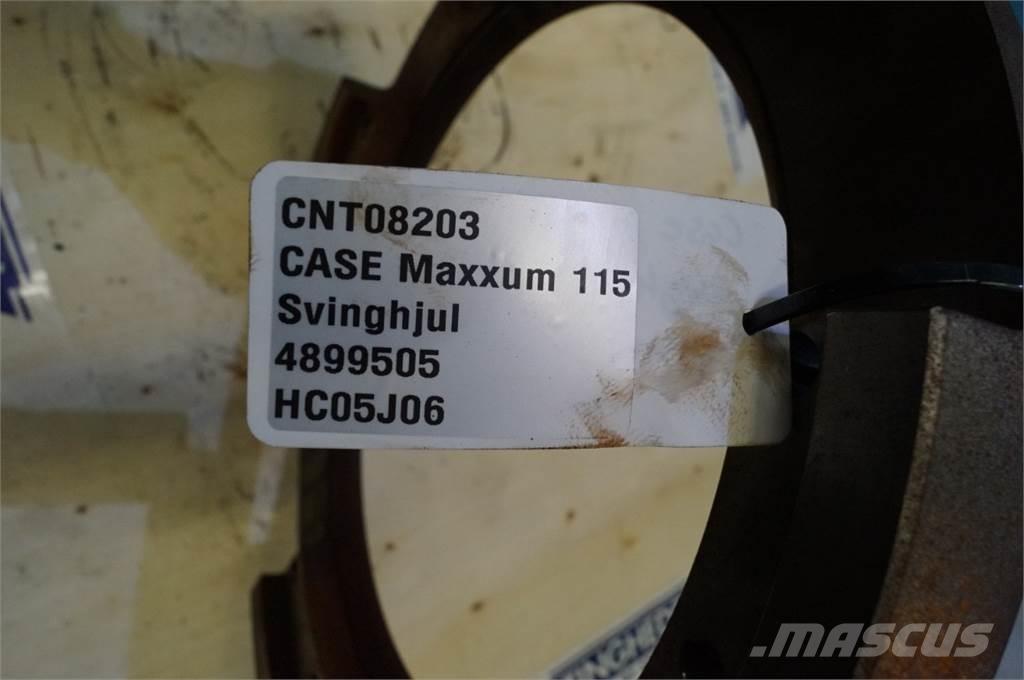 CNT08203
CASE Maxxum 115
Svinghjul
4899505
HC05J06
MASCUS